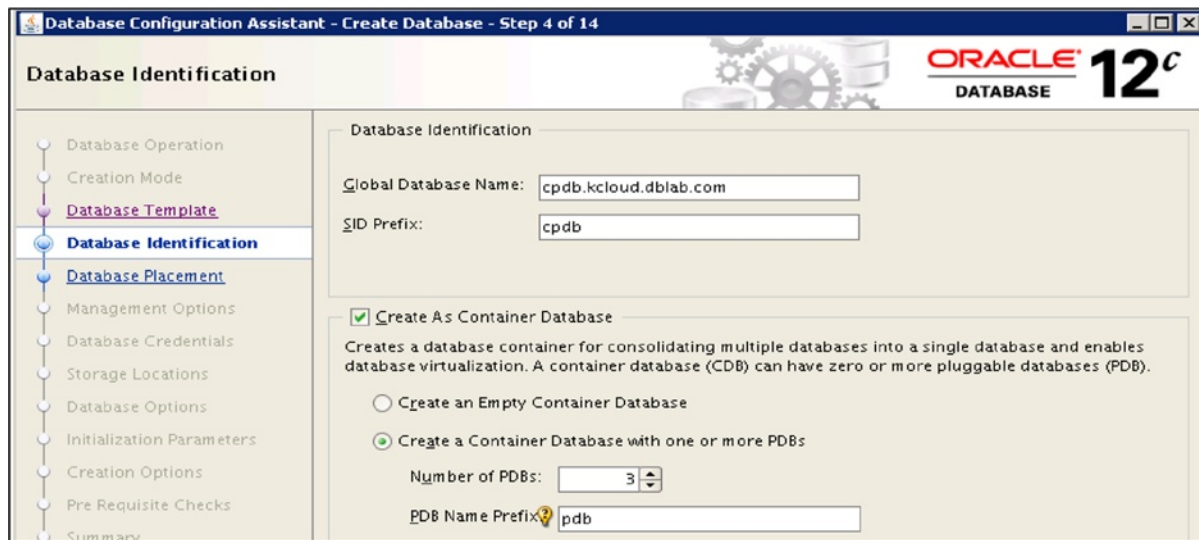 Database Configuration Assistant - Create Database - Step 4 of 14
Database Identification
ORACLE DATABASE 12c
Database Operation
Creation Mode
Database Template
Database Identification
Database Placement
Management Options
Database Credentials
Storage Locations
Database Options
Initialization Parameters
Creation Options
Pre Requisite Checks
Summary
Database Identification
Global Database Name: cpdb.kcloud.dblab.com
SID Prefix: cpdb
Create As Container Database
Creates a database container for consolidating multiple databases into a single database and enables
database virtualization. A container database (CDB) can have zero or more pluggable databases (PDB).
Create an Empty Container Database
Create a Container Database with one or more PDBs
Number of PDBs: 3
PDB Name Prefix pdb